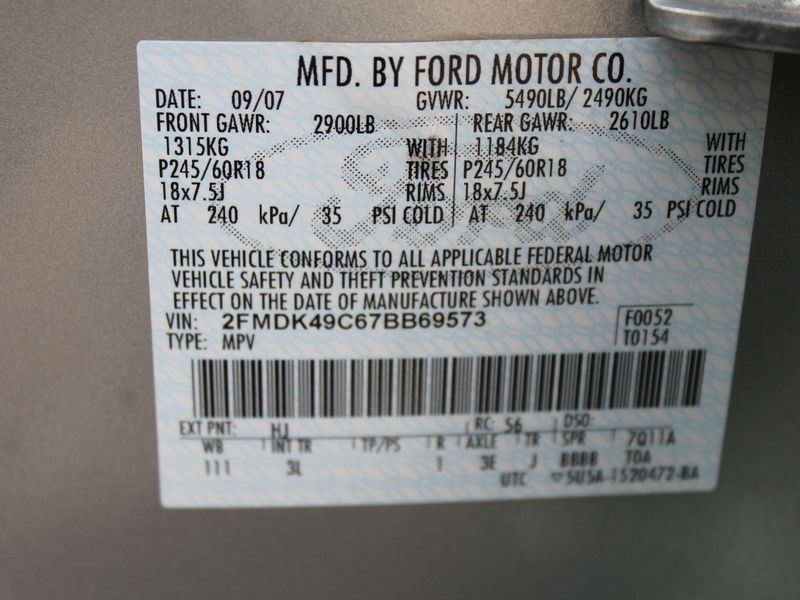 MFD. BY FORD MOTOR CO.
DATE: 09/07 GVWR: 5490LB/ 2490KG
FRONT GAWR: 2900LB REAR GAWR: 2610LB
1315KG WITH 1184KG WITH
P245/60R18 TIRES P245/60R18 TIRES
18x7.5J RIMS 18x7.5J RIMS
AT 240 kPa/ 35 PSI COLD AT 240 kPa/ 35 PSI COLD
THIS VEHICLE CONFORMS TO ALL APPLICABLE FEDERAL MOTOR
VEHICLE SAFETY AND THEFT PREVENTION STANDARDS IN
EFFECT ON THE DATE OF MANUFACTURE SHOWN ABOVE.
VIN: 2FMDK49C67BB69573 F0052
TYPE: MPV T0154
EXT PNT: HJ RC: 56 DSO:
WB INT TR TP/PS R AXLE TR SPR 7Q11A
111 3L 1 3E J BBBB TOA
UTC 5U5A-1520472-BA